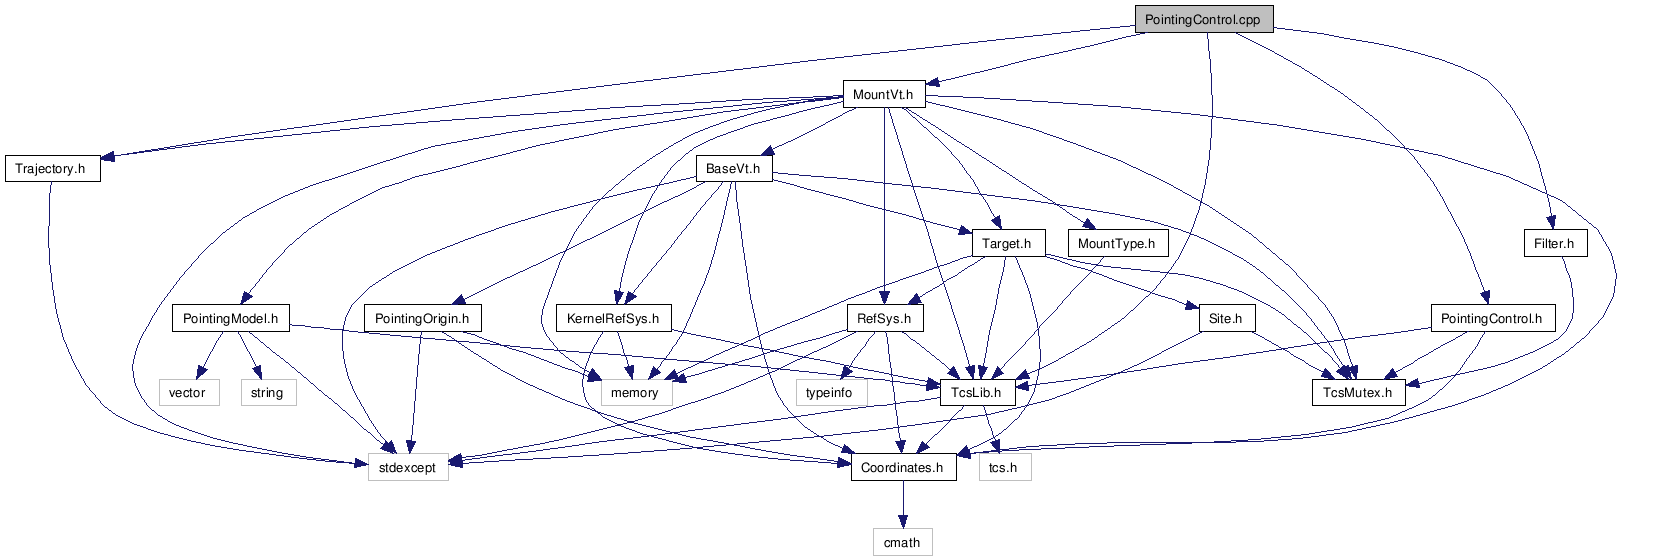 PointingControl.cpp
MountVt.h
Trajectory.h
BaseVt.h
Target.h
MountType.h
Filter.h
PointingModel.h
PointingOrigin.h
KernelRefSys.h
RefSys.h
Site.h
PointingControl.h
vector
string
memory
typeinfo
TcsLib.h
TcsMutex.h
stdexcept
Coordinates.h
tcs.h
cmath